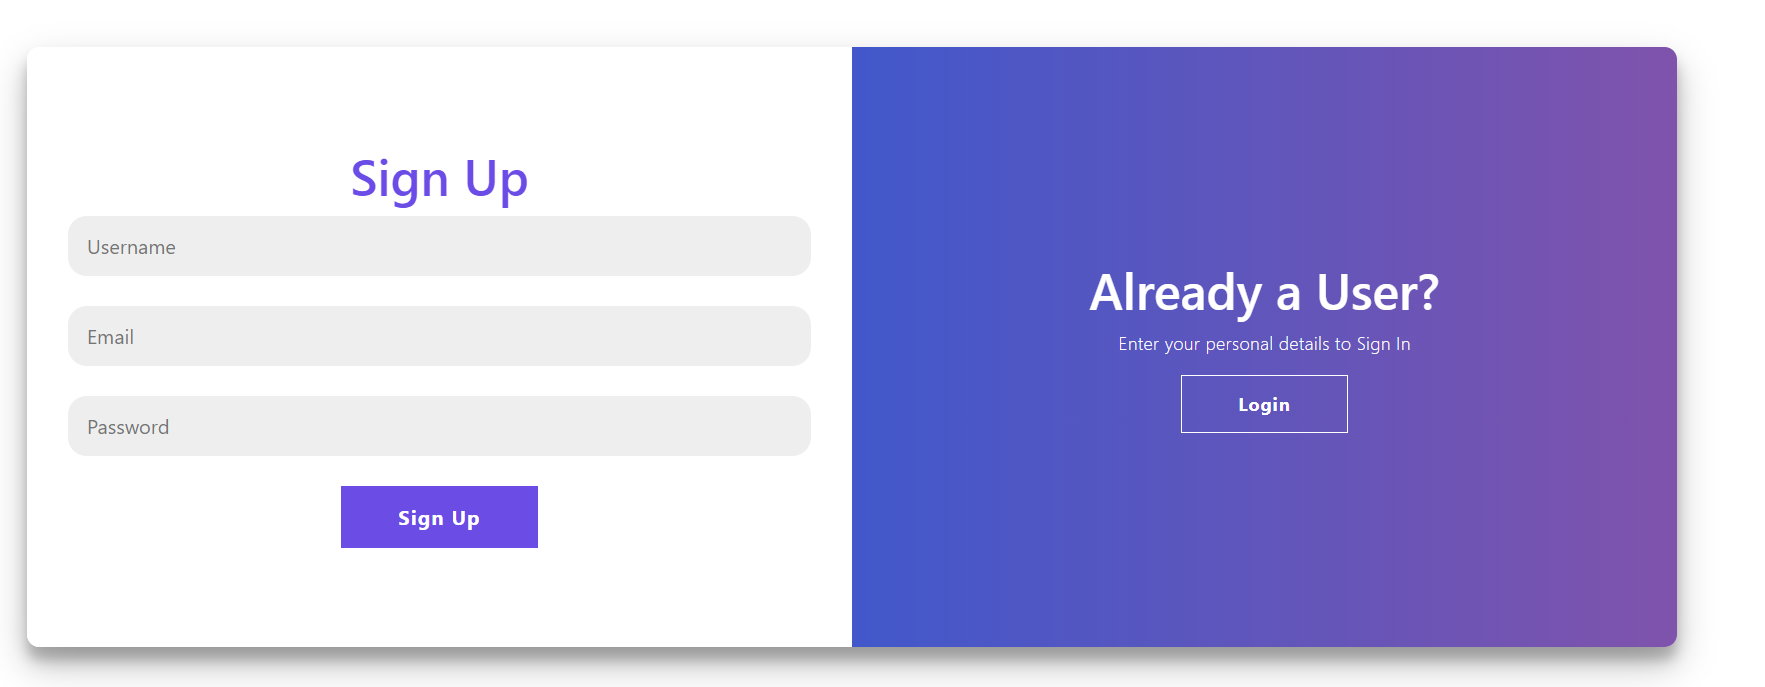 Sign Up
Username
Email
Password
Sign Up
Already a User?
Enter your personal details to Sign In
Login